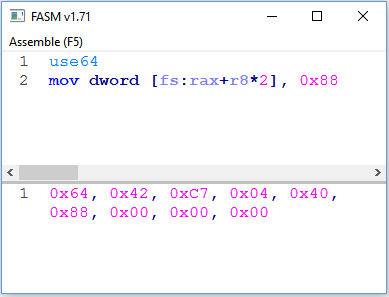 FASM v1.71
Assemble (F5)
1 use64
2 mov dword [fs:rax+r8*2], 0x88
1 0x64, 0x42, 0xC7, 0x04, 0x40,
0x88, 0x00, 0x00, 0x00